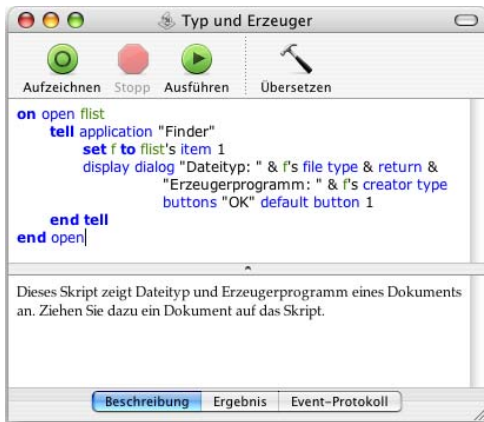 Typ und Erzeuger
Aufzeichnen Stopp Ausführen Übersetzen
on open flist
tell application "Finder"
set f to flist's item 1
display dialog "Dateityp: " & f's file type & return &
"Erzeugerprogramm: " & f's creator type
buttons "OK" default button 1
end tell
end open
Dieses Skript zeigt Dateityp und Erzeugerprogramm eines Dokuments
an. Ziehen Sie dazu ein Dokument auf das Skript.
Beschreibung Ergebnis Event-Protokoll